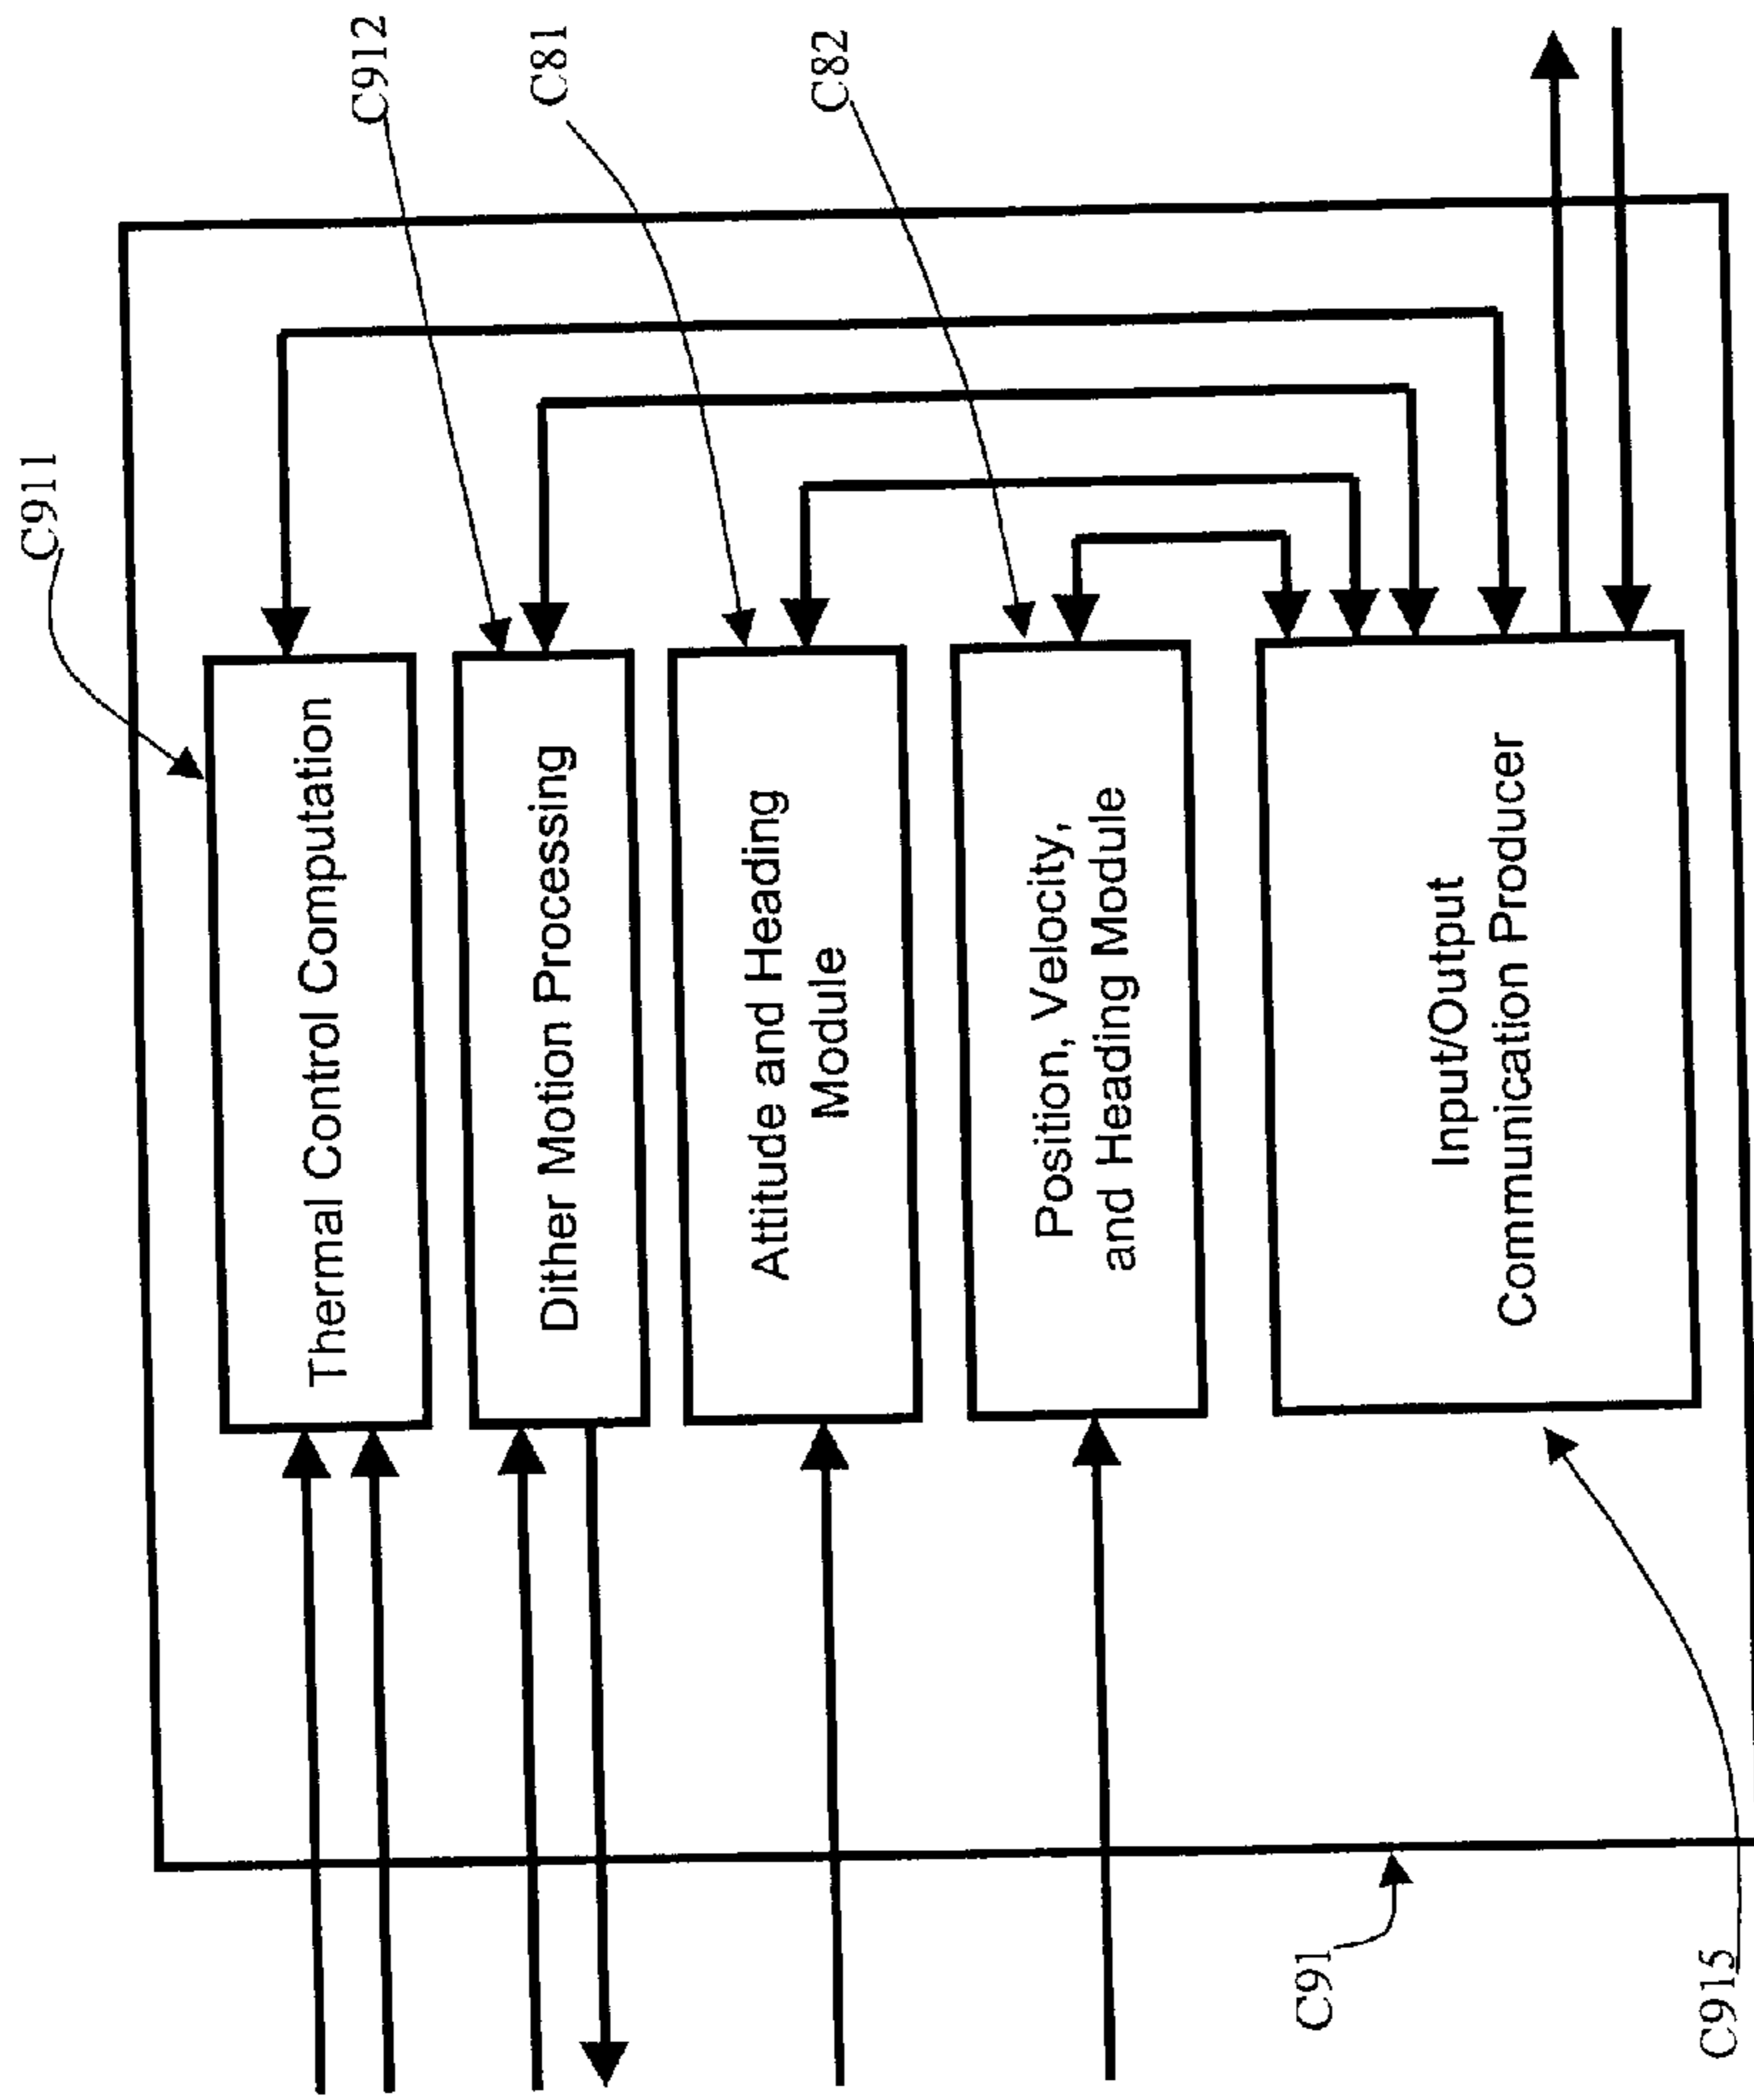 C911
C912
C81
C82
Thermal Control Computation
Dither Motion Processing
Attitude and Heading
Module
Position, Velocity,
and Heading Module
Input/Output
Communication Producer
C91
C915